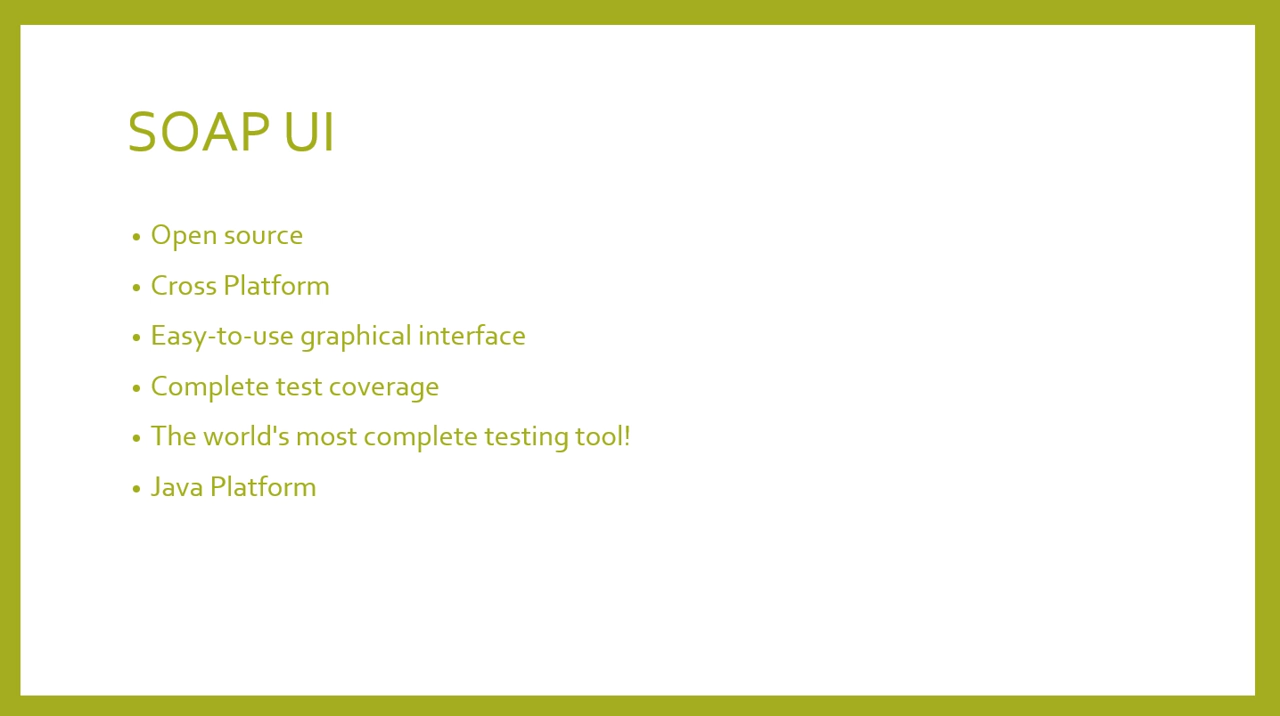 SOAP UI
• Open source
• Cross Platform
• Easy-to-use graphical interface
• Complete test coverage
• The world's most complete testing tool!
• Java Platform